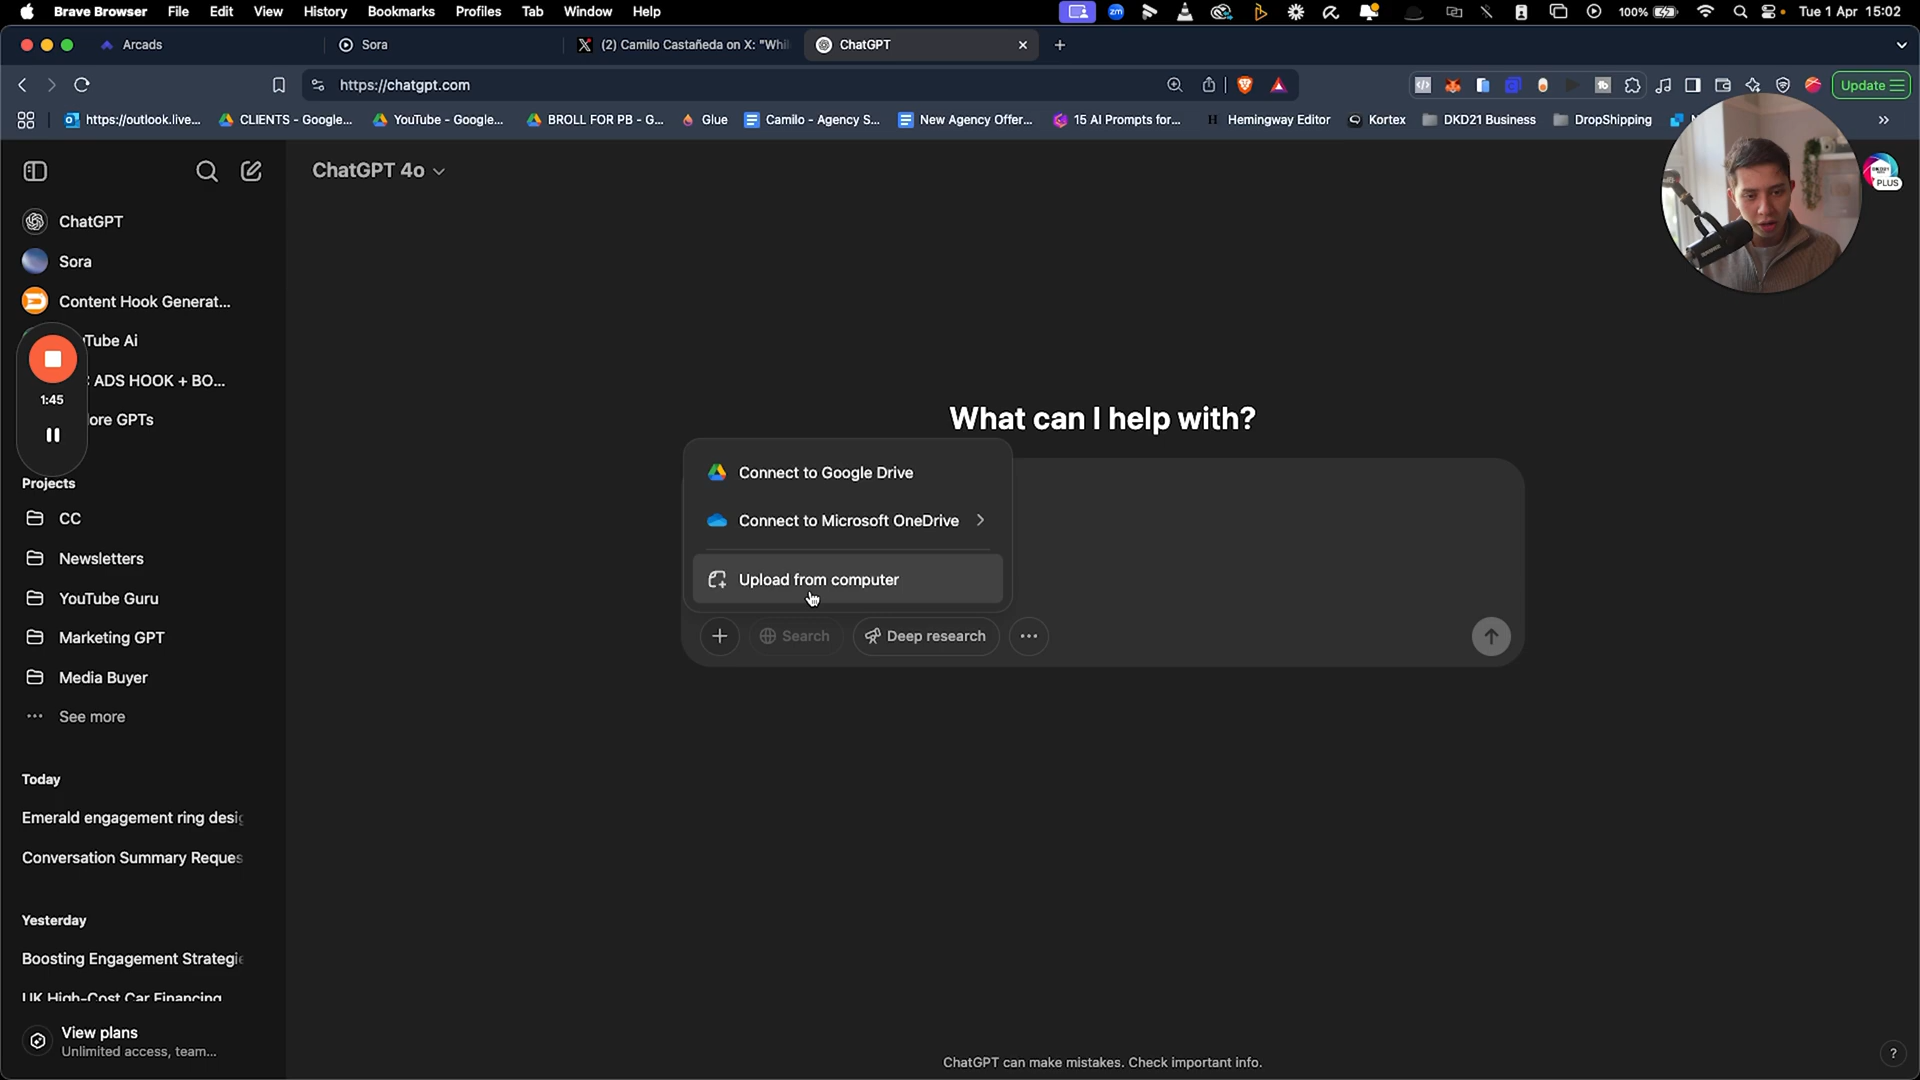 Brave Browser File Edit View History Bookmarks Profiles Tab Window Help zm 100% Tue 1 Apr 15:02
Arcads Sora (2) Camilo Castañeda on X: "Whil ChatGPT
https://chatgpt.com Update
https://outlook.live... CLIENTS - Google... YouTube - Google... BROLL FOR PB - G... Glue Camilo - Agency S... New Agency Offer... 15 AI Prompts for... H Hemingway Editor Kortex DKD21 Business DropShipping
ChatGPT 4o
PLUS
ChatGPT
Sora
Content Hook Generat...
Tube Ai
ADS HOOK + BO...
1:45
ore GPTs
Projects
CC
Newsletters
YouTube Guru
Marketing GPT
Media Buyer
See more
Today
Emerald engagement ring desig
Conversation Summary Reques
Yesterday
Boosting Engagement Strategie
UK High-Cost Car Financing
View plans
Unlimited access, team...
What can I help with?
Connect to Google Drive
Connect to Microsoft OneDrive
Upload from computer
Search Deep research
ChatGPT can make mistakes. Check important info.
?